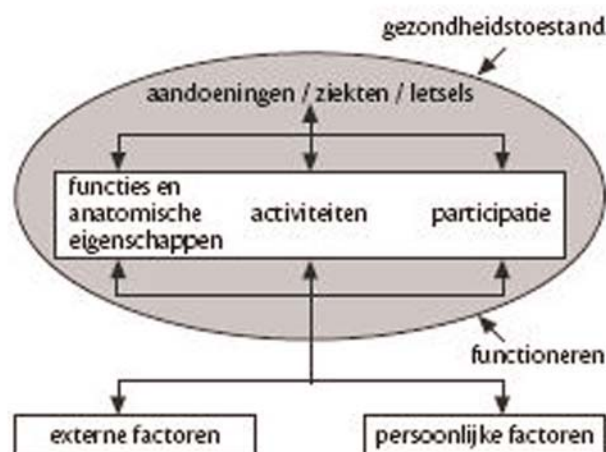 gezondheidstoestand
aandoeningen / ziekten / letsels
functies en
anatomische
eigenschappen
activiteiten
participatie
functioneren
externe factoren
persoonlijke factoren